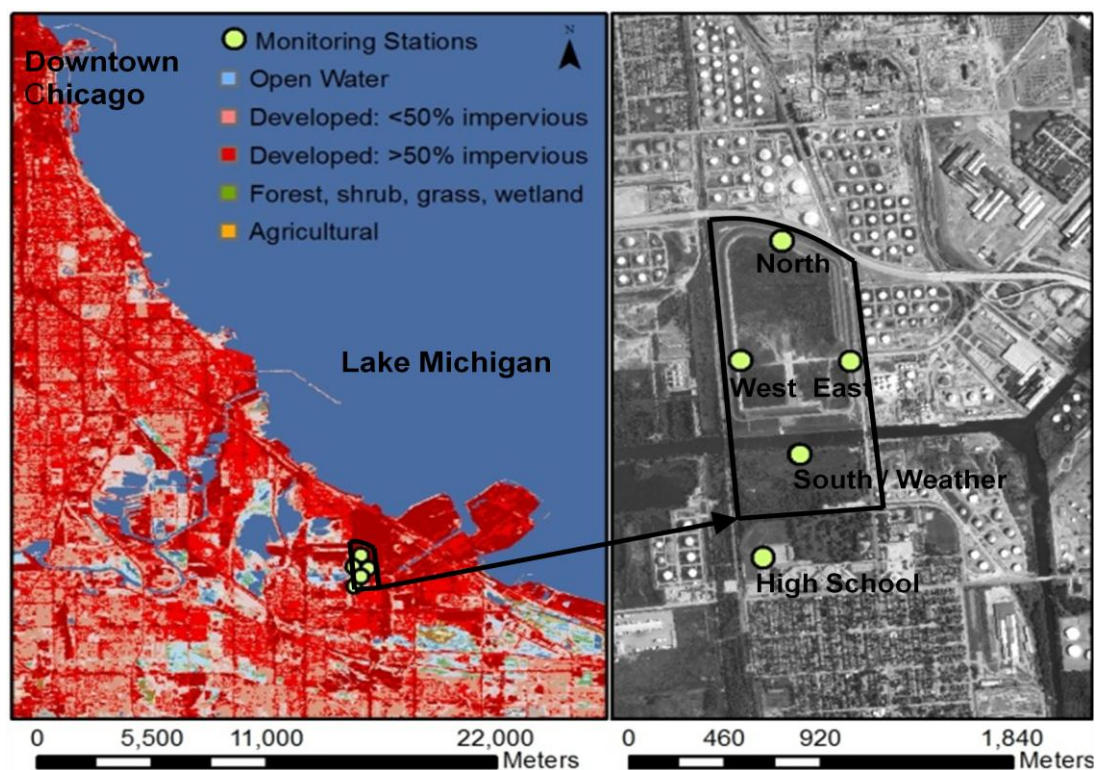 Downtown
Chicago
Monitoring Stations
Open Water
Developed: <50% impervious
Developed: >50% impervious
Forest, shrub, grass, wetland
Agricultural
N
Lake Michigan
North
West East
South / Weather
High School
0 5,500 11,000 22,000
Meters
0 460 920 1,840
Meters